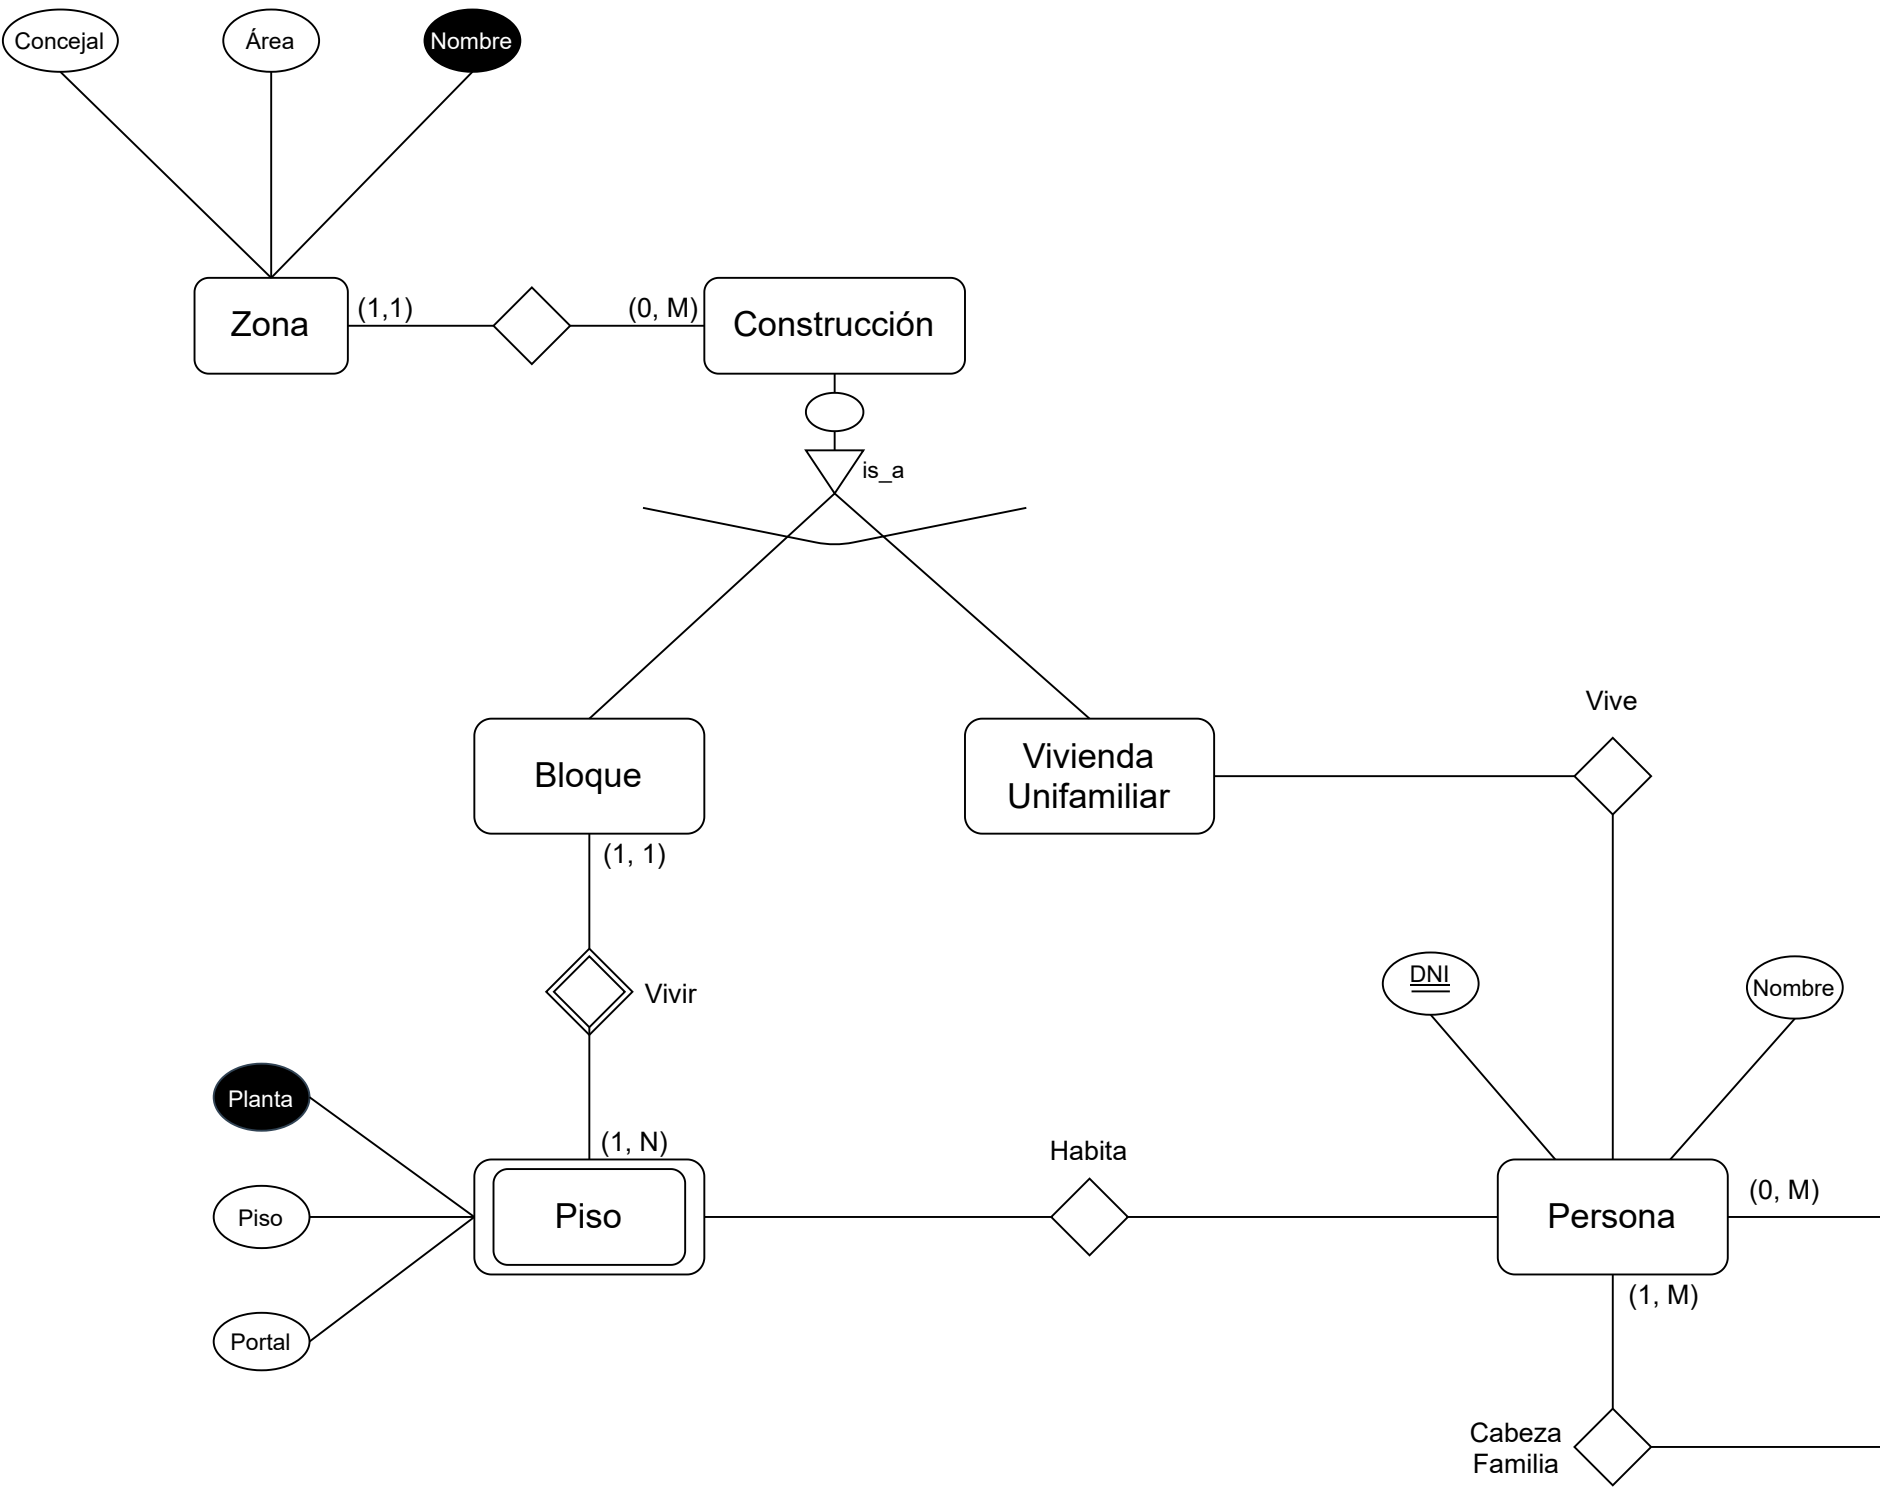 Concejal
Área
Nombre
Zona
(1,1)
(0, M)
Construcción
is_a
Vive
Bloque
Vivienda
Unifamiliar
(1, 1)
DNI
Nombre
Vivir
Planta
(1, N)
Habita
(0, M)
Piso
Piso
Persona
(1, M)
Portal
Cabeza
Familia